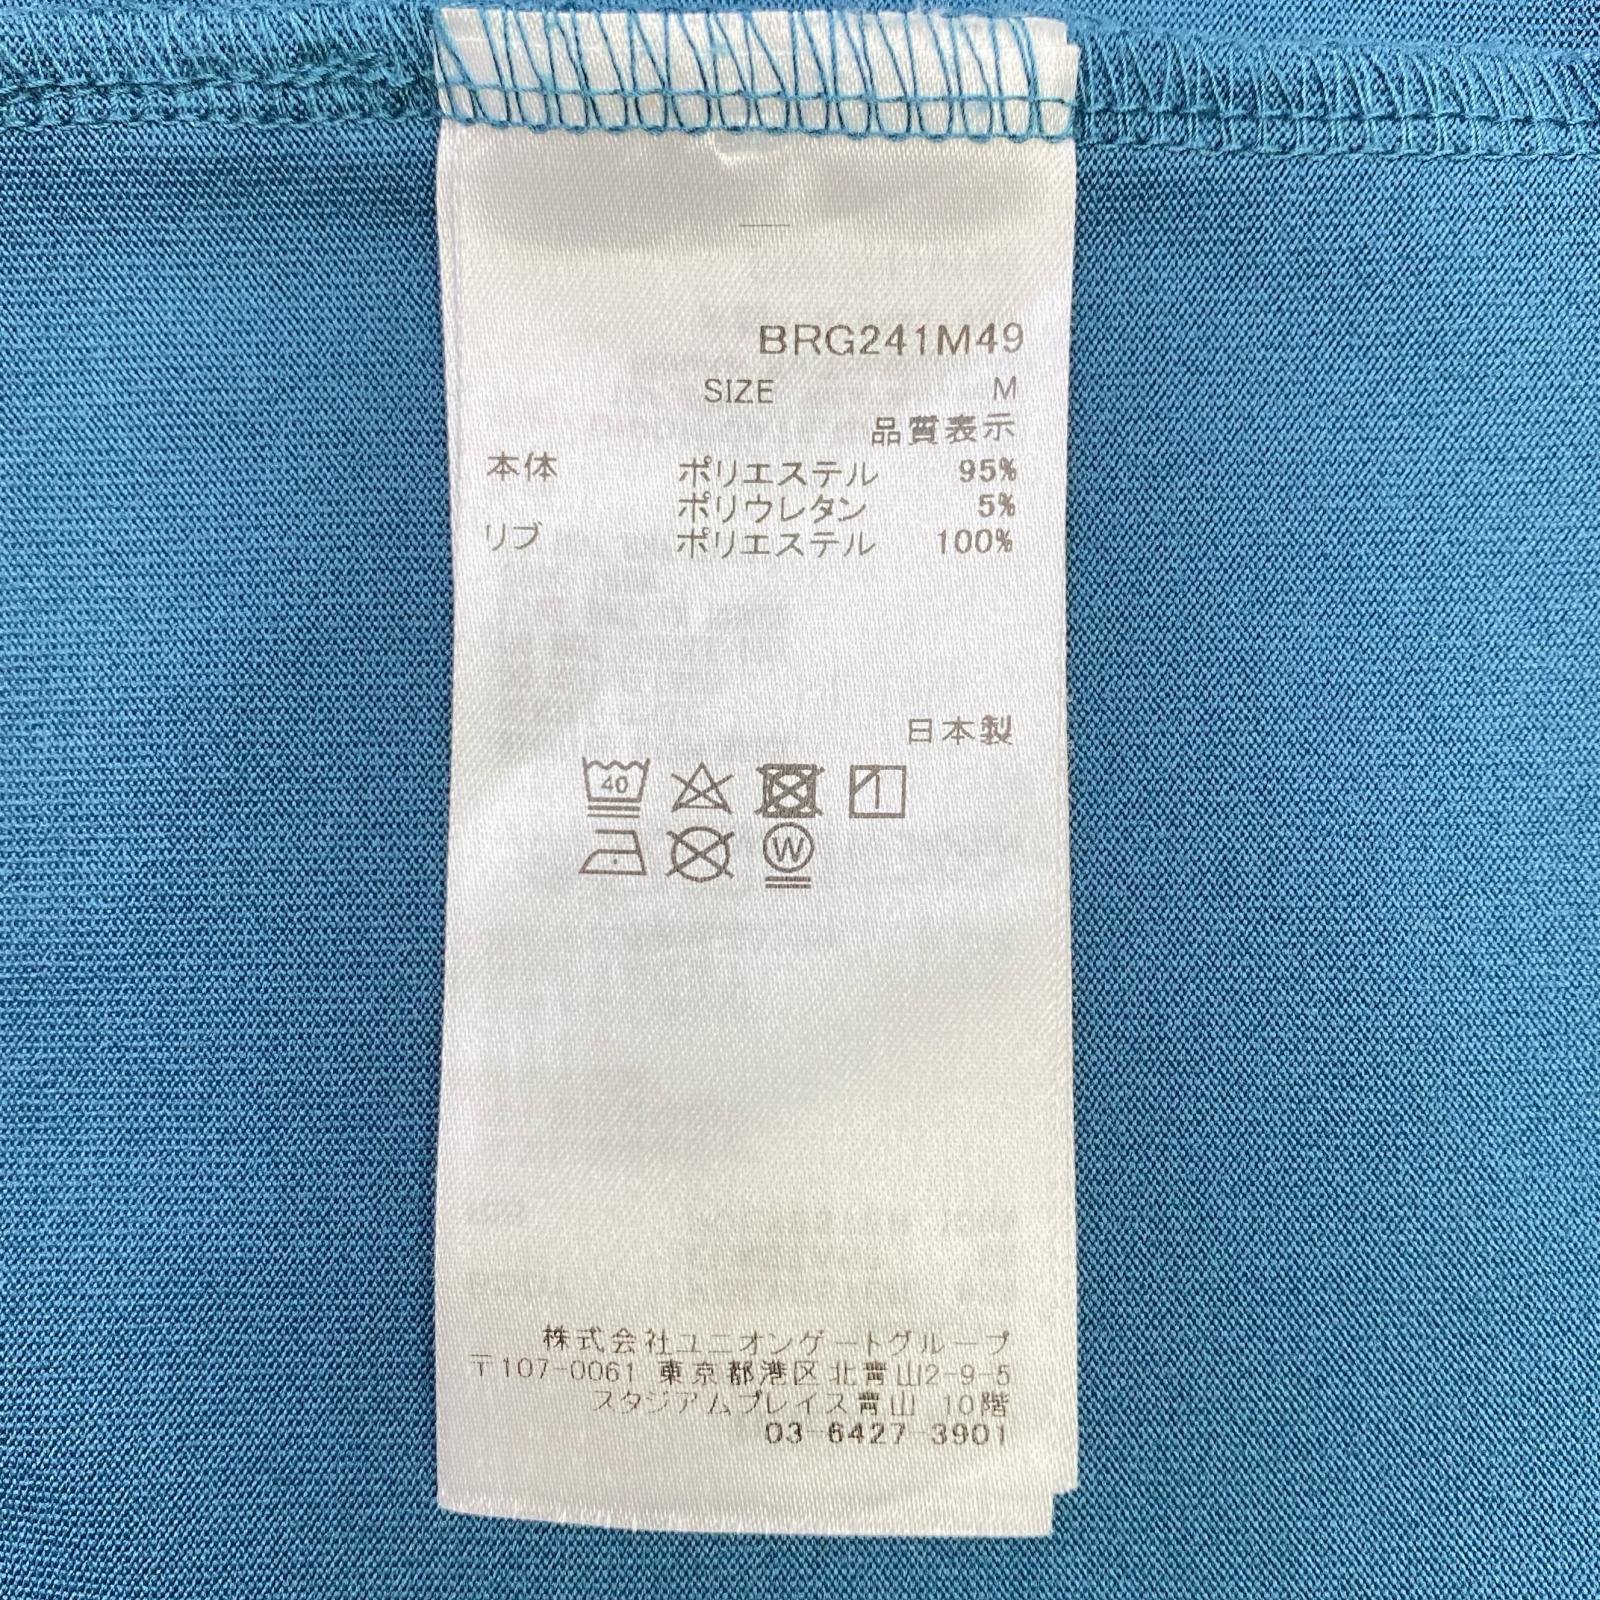 BRG241M49
SIZE M
品質表示
本体 ポリエステル 95%
ポリウレタン 5%
リブ ポリエステル 100%
日本製
40
W
株式会社ユニオンゲートグループ
〒107-0061 東京都港区北青山2-9-5
スタジアムプレイス青山 10階
03-6427-3901